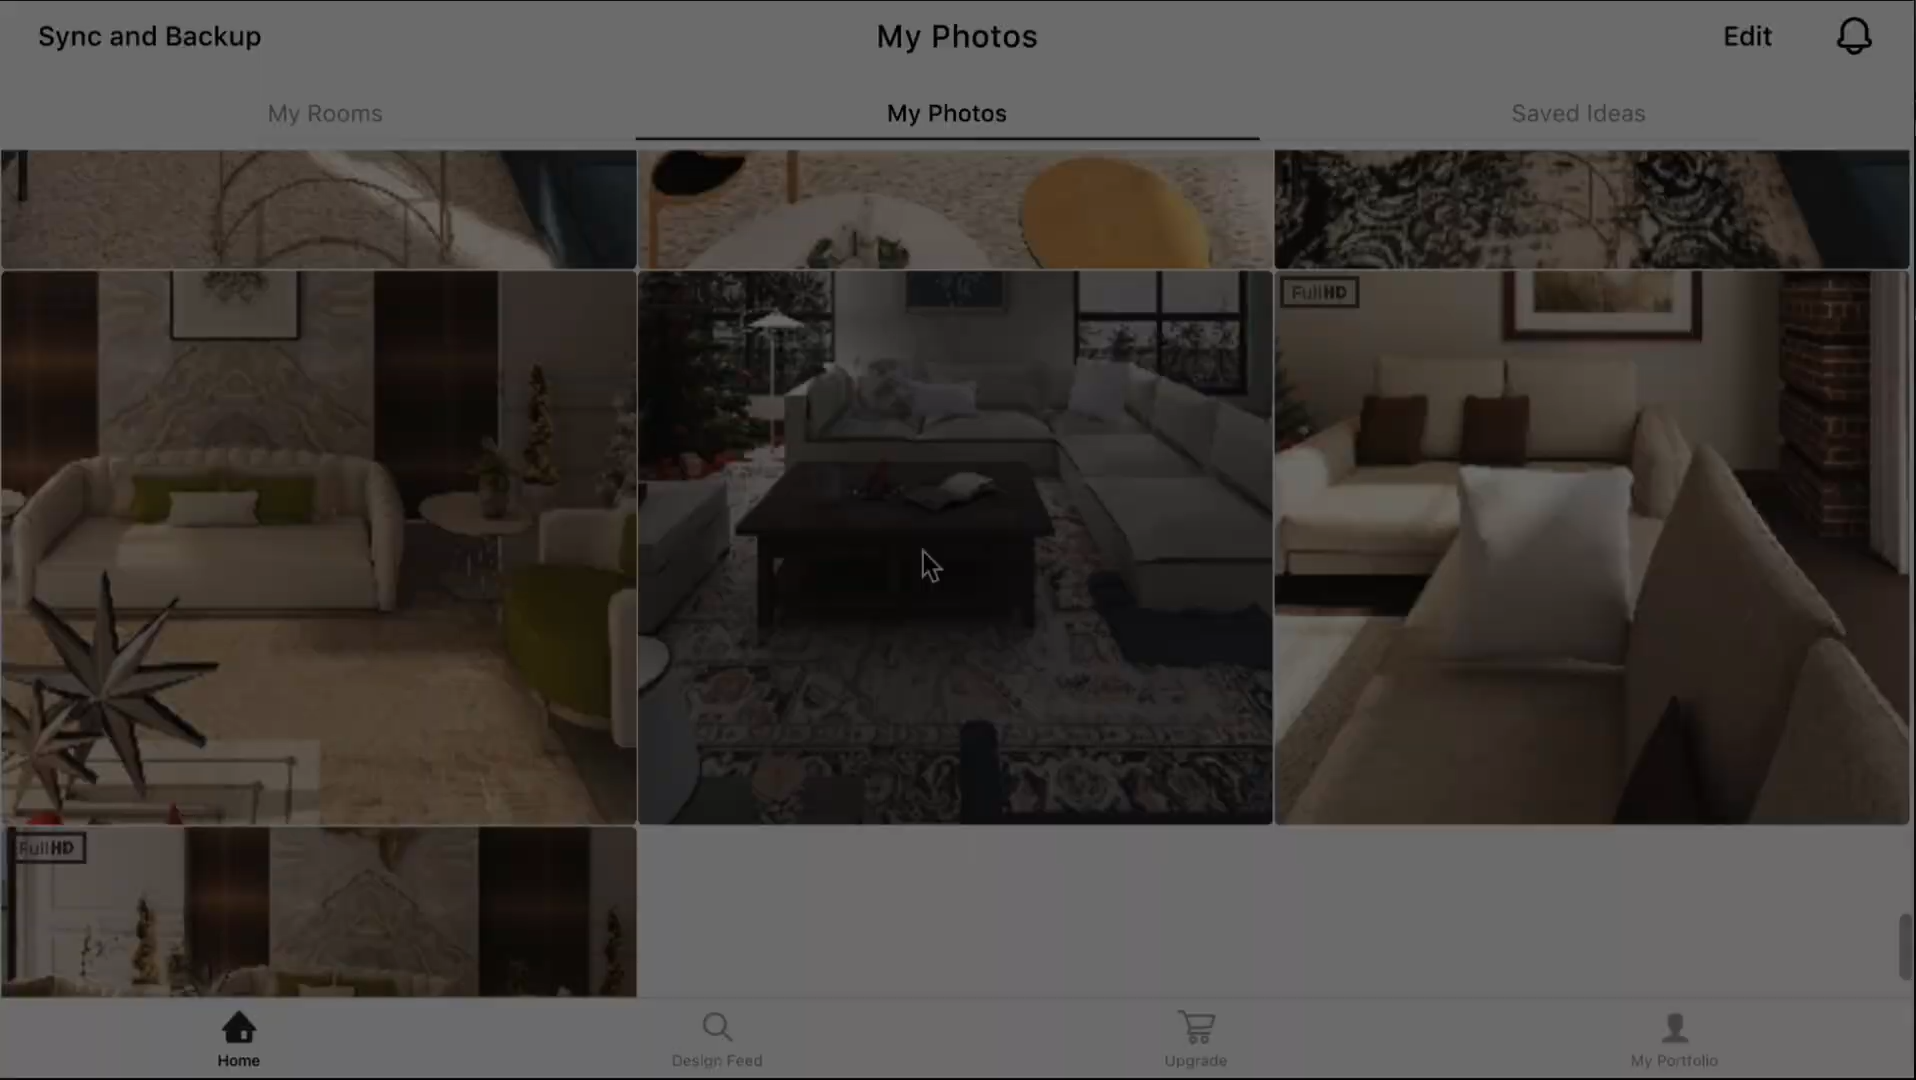 Sync and Backup
My Photos
Edit
My Rooms
My Photos
Saved Ideas
FullHD
FullHD
Home
Design Feed
Upgrade
My Portfolio